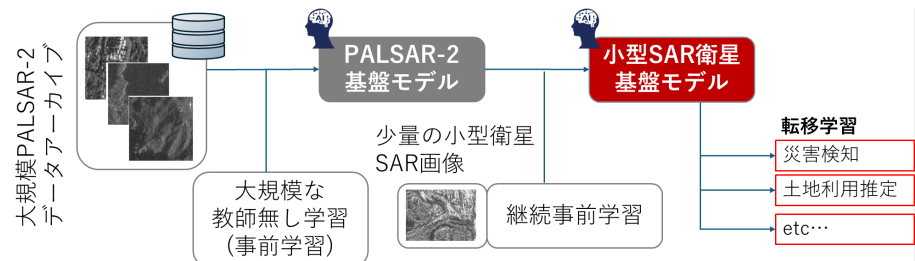 大規模PALSAR-2
データアーカイブ
SAR
PALSAR-2
基盤モデル
SAR
小型SAR衛星
基盤モデル
大規模な
教師無し学習
(事前学習)
少量の小型衛星
SAR画像
継続事前学習
転移学習
災害検知
土地利用推定
etc…